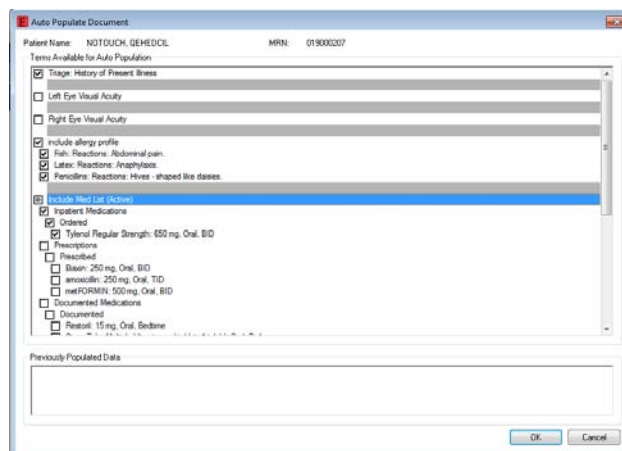 Auto Populate Document
Patient Name: NOTOUCH, QEHEDCIL MRN: 019000207
Terms Available for Auto Population
Triage: History of Present Illness
Left Eye Visual Acuity
Right Eye Visual Acuity
include allergy profile
Fish: Reactions: Abdominal pain.
Latex: Reactions: Anaphylaxis.
Penicillins: Reactions: Hives - shaped like daisies.
Include Med List (Active)
Inpatient Medications
Ordered
Tylenol Regular Strength: 650 mg, Oral, BID
Prescriptions
Prescribed
Biaxin: 250 mg, Oral, BID
amoxicillin: 250 mg, Oral, TID
metFORMIN: 500 mg, Oral, BID
Documented Medications
Documented
Restoril: 15 mg, Oral, Bedtime
Previously Populated Data
OK Cancel